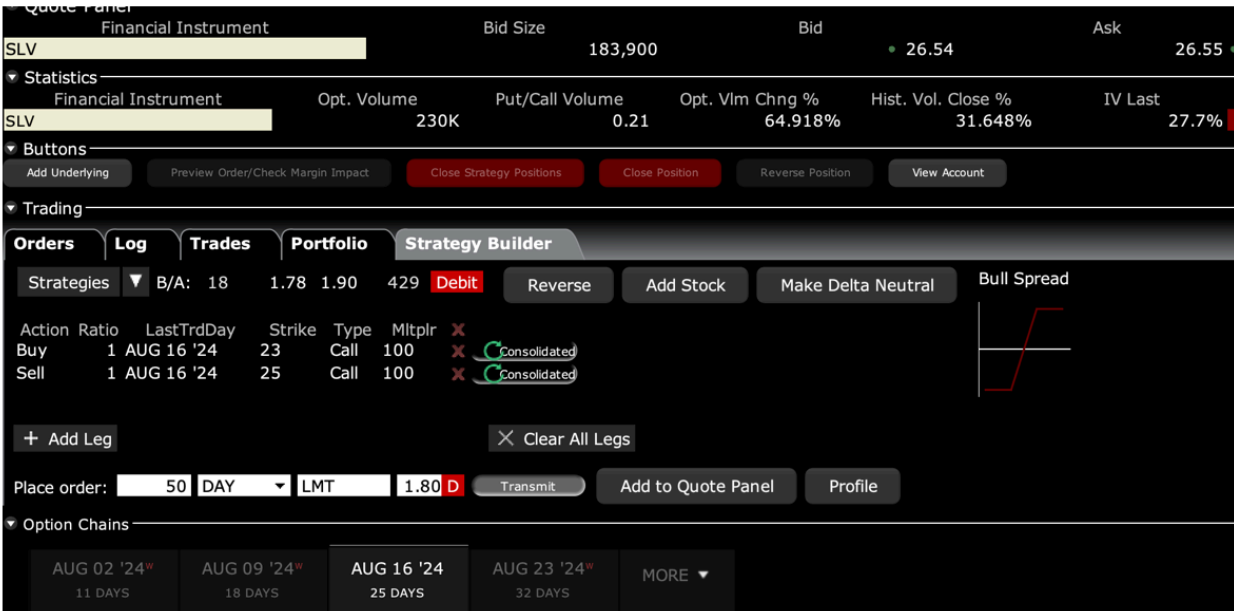 Quote Panel
Financial Instrument Bid Size Bid Ask
SLV 183,900 26.54 26.55
Statistics
Financial Instrument Opt. Volume Put/Call Volume Opt. Vlm Chng % Hist. Vol. Close % IV Last
SLV 230K 0.21 64.918% 31.648% 27.7%
Buttons
Add Underlying Preview Order/Check Margin Impact Close Strategy Positions Close Position Reverse Position View Account
Trading
Orders Log Trades Portfolio Strategy Builder
Strategies B/A: 18 1.78 1.90 429 Debit Reverse Add Stock Make Delta Neutral Bull Spread
Action Ratio LastTrdDay Strike Type Mltplr X
Buy 1 AUG 16 '24 23 Call 100 X Consolidated
Sell 1 AUG 16 '24 25 Call 100 X Consolidated
+ Add Leg X Clear All Legs
Place order: 50 DAY LMT 1.80 D Transmit Add to Quote Panel Profile
Option Chains
AUG 02 '24w AUG 09 '24w AUG 16 '24 AUG 23 '24w MORE
11 DAYS 18 DAYS 25 DAYS 32 DAYS